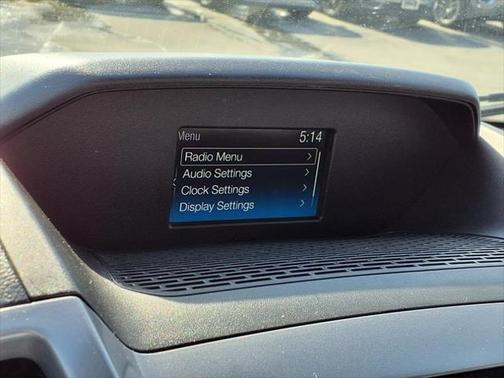 Menu 5:14
Radio Menu >
Audio Settings >
Clock Settings >
Display Settings >